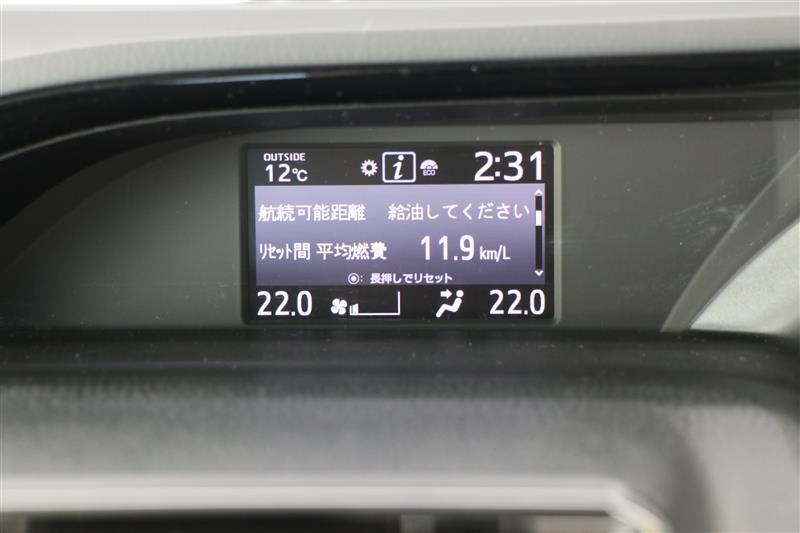 OUTSIDE
12℃
i
ECO
2:31
航続可能距離 給油してください
ﾘｾｯﾄ間 平均燃費 11.9 km/L
◉: 長押しでリセット
22.0 22.0